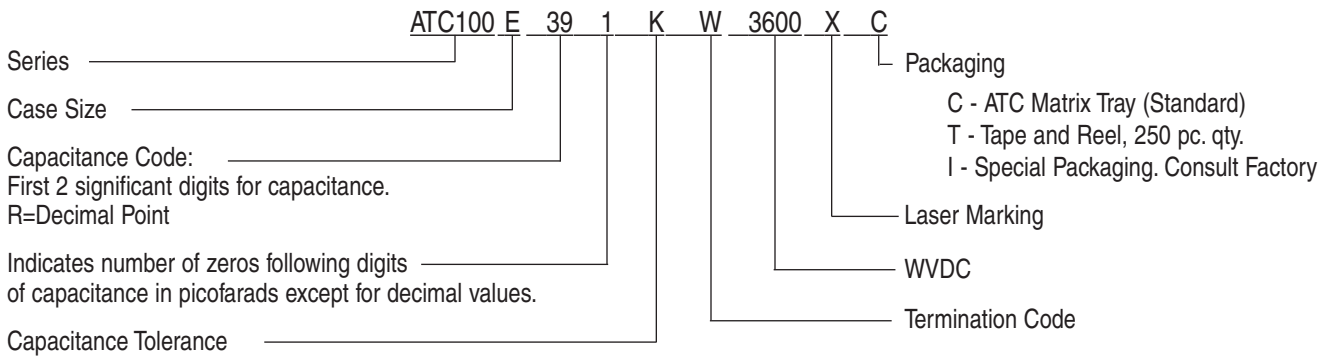 ATC100 E 39 1 K W 3600 X C
Series
Case Size
Capacitance Code:
First 2 significant digits for capacitance.
R=Decimal Point
Indicates number of zeros following digits
of capacitance in picofarads except for decimal values.
Capacitance Tolerance
Packaging
C - ATC Matrix Tray (Standard)
T - Tape and Reel, 250 pc. qty.
I - Special Packaging. Consult Factory
Laser Marking
WVDC
Termination Code